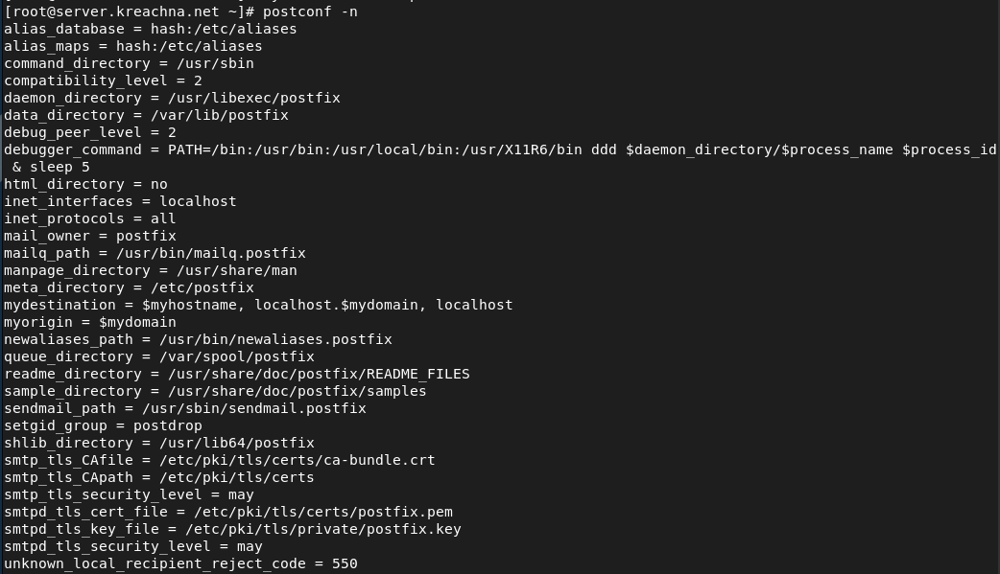 [root@server.kreachna.net ~]# postconf -n
alias_database = hash:/etc/aliases
alias_maps = hash:/etc/aliases
command_directory = /usr/sbin
compatibility_level = 2
daemon_directory = /usr/libexec/postfix
data_directory = /var/lib/postfix
debug_peer_level = 2
debugger_command = PATH=/bin:/usr/bin:/usr/local/bin:/usr/X11R6/bin ddd $daemon_directory/$process_name $process_id
 & sleep 5
html_directory = no
inet_interfaces = localhost
inet_protocols = all
mail_owner = postfix
mailq_path = /usr/bin/mailq.postfix
manpage_directory = /usr/share/man
meta_directory = /etc/postfix
mydestination = $myhostname, localhost.$mydomain, localhost
myorigin = $mydomain
newaliases_path = /usr/bin/newaliases.postfix
queue_directory = /var/spool/postfix
readme_directory = /usr/share/doc/postfix/README_FILES
sample_directory = /usr/share/doc/postfix/samples
sendmail_path = /usr/sbin/sendmail.postfix
setgid_group = postdrop
shlib_directory = /usr/lib64/postfix
smtp_tls_CAfile = /etc/pki/tls/certs/ca-bundle.crt
smtp_tls_CApath = /etc/pki/tls/certs
smtp_tls_security_level = may
smtpd_tls_cert_file = /etc/pki/tls/certs/postfix.pem
smtpd_tls_key_file = /etc/pki/tls/private/postfix.key
smtpd_tls_security_level = may
unknown_local_recipient_reject_code = 550